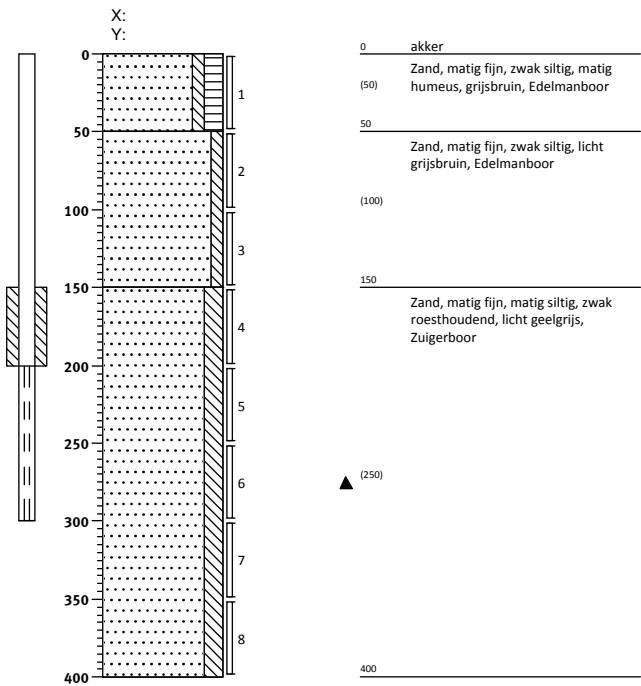 X:
Y:
0
50
100
150
200
250
300
350
400
1
2
3
4
5
6
7
8
0 akker
(50) Zand, matig fijn, zwak siltig, matig
humeus, grijsbruin, Edelmanboor
50
Zand, matig fijn, zwak siltig, licht
grijsbruin, Edelmanboor
(100)
150
Zand, matig fijn, matig siltig, zwak
roesthoudend, licht geelgrijs,
Zuigerboor
(250)
400